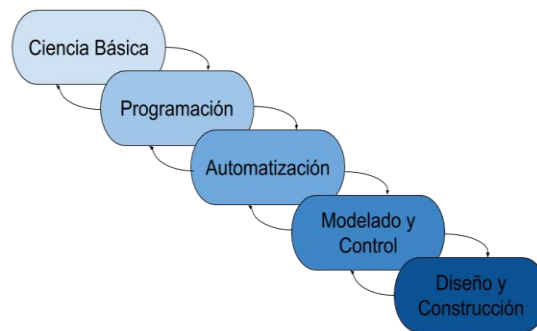 Ciencia Básica
Programación
Automatización
Modelado y
Control
Diseño y
Construcción